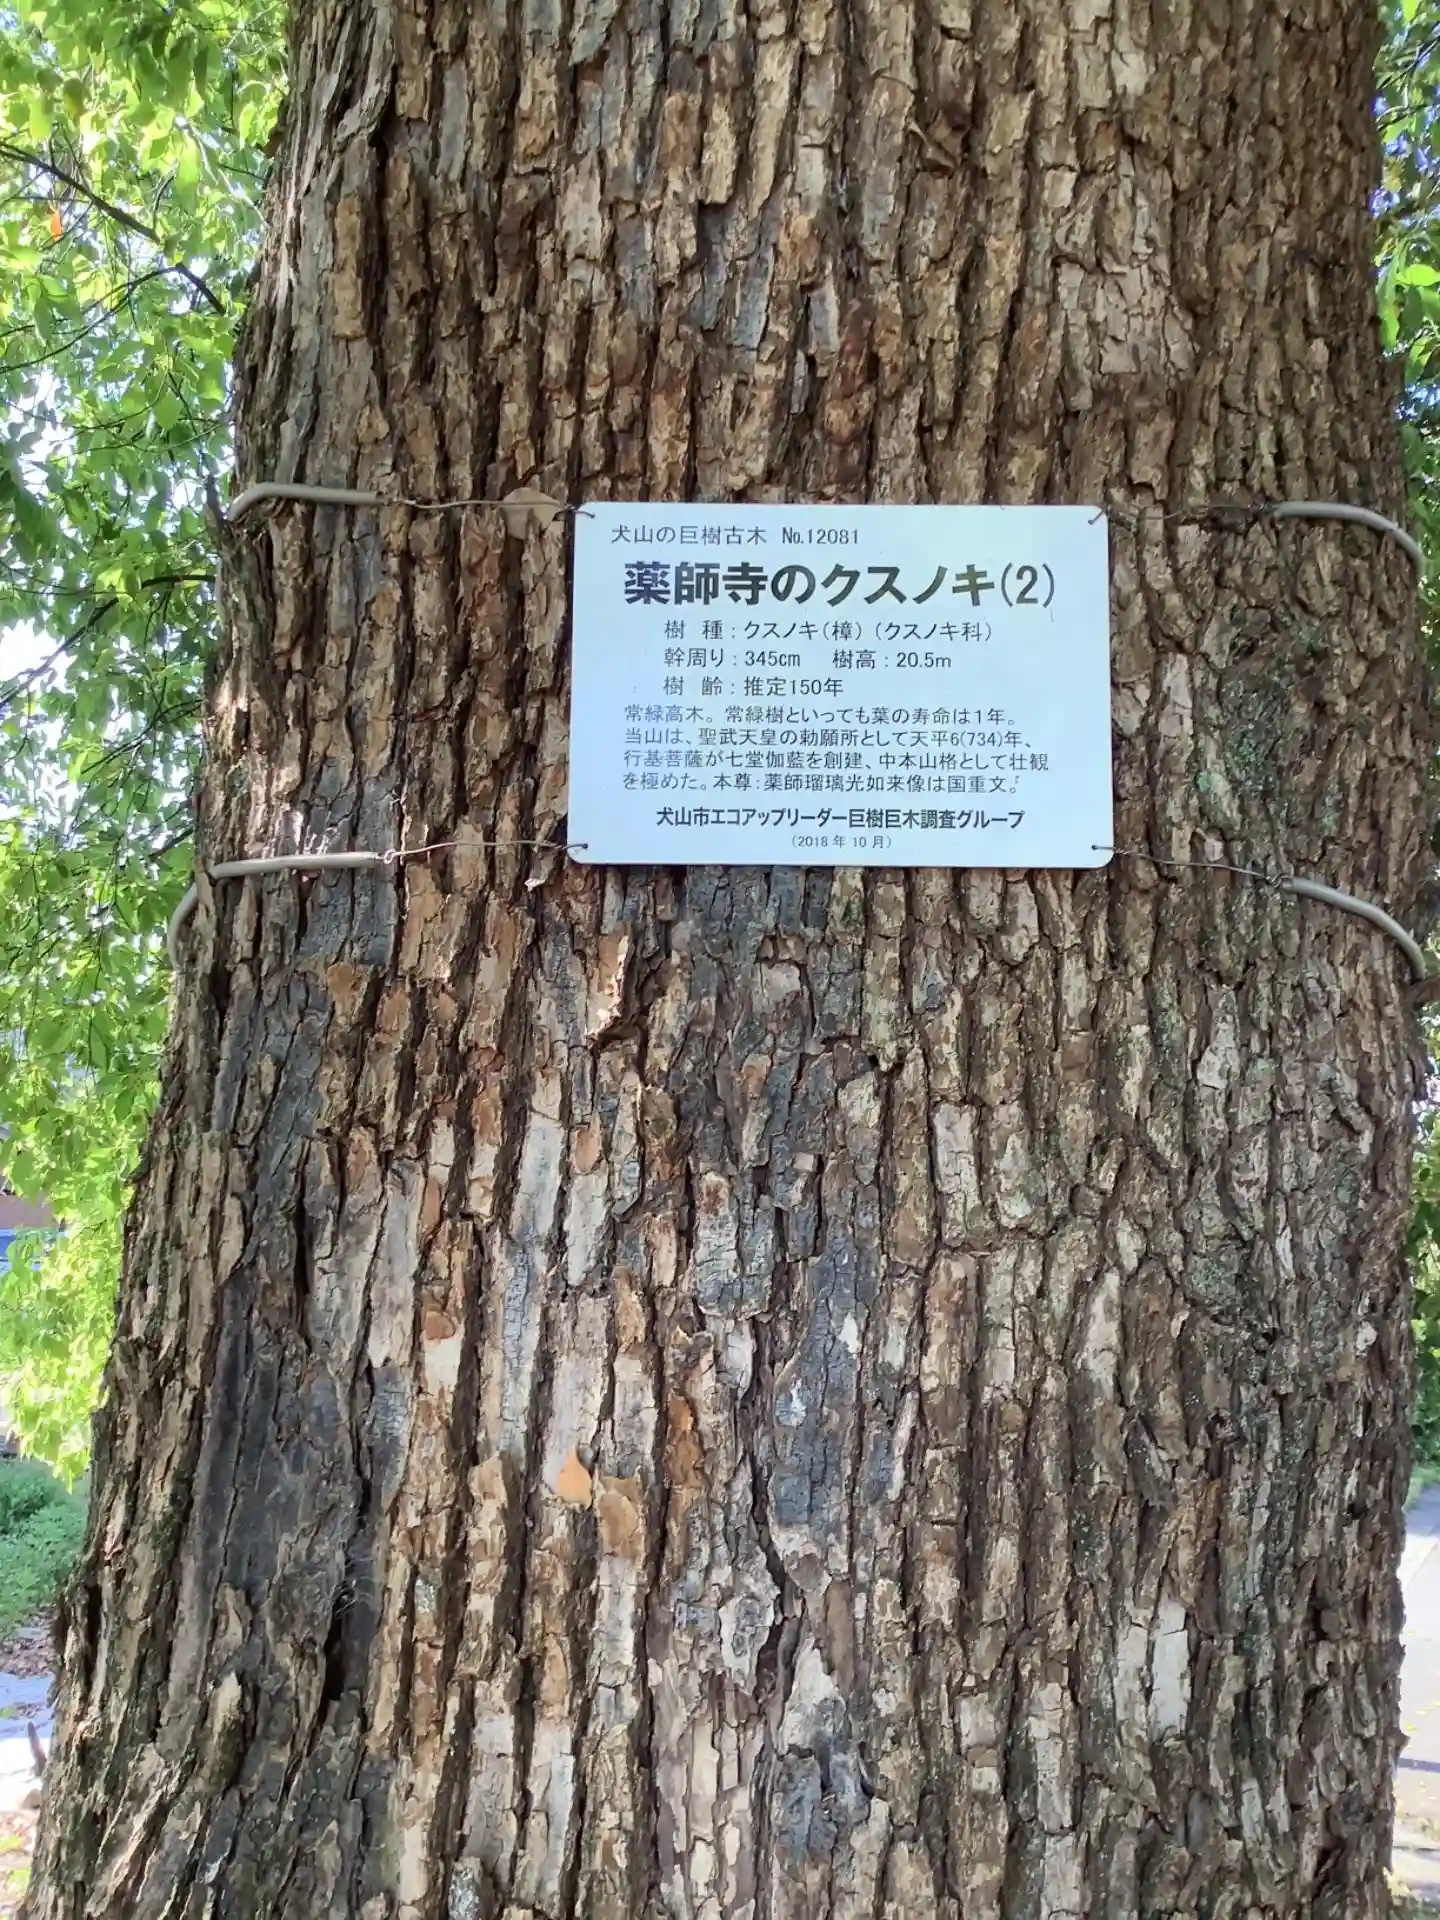 犬山の巨樹古木 No.12081
薬師寺のクスノキ(2)
樹 種:クスノキ(樟)(クスノキ科)
幹周り:345cm 樹高:20.5m
樹 齢:推定150年
常緑高木。常緑樹といっても葉の寿命は1年。
当山は、聖武天皇の勅願所として天平6(734)年、
行基菩薩が七堂伽藍を創建、中本山格として壮観
を極めた。本尊:薬師瑠璃光如来像は国重文。
犬山市エコアップリーダー巨樹巨木調査グループ
(2018年10月)